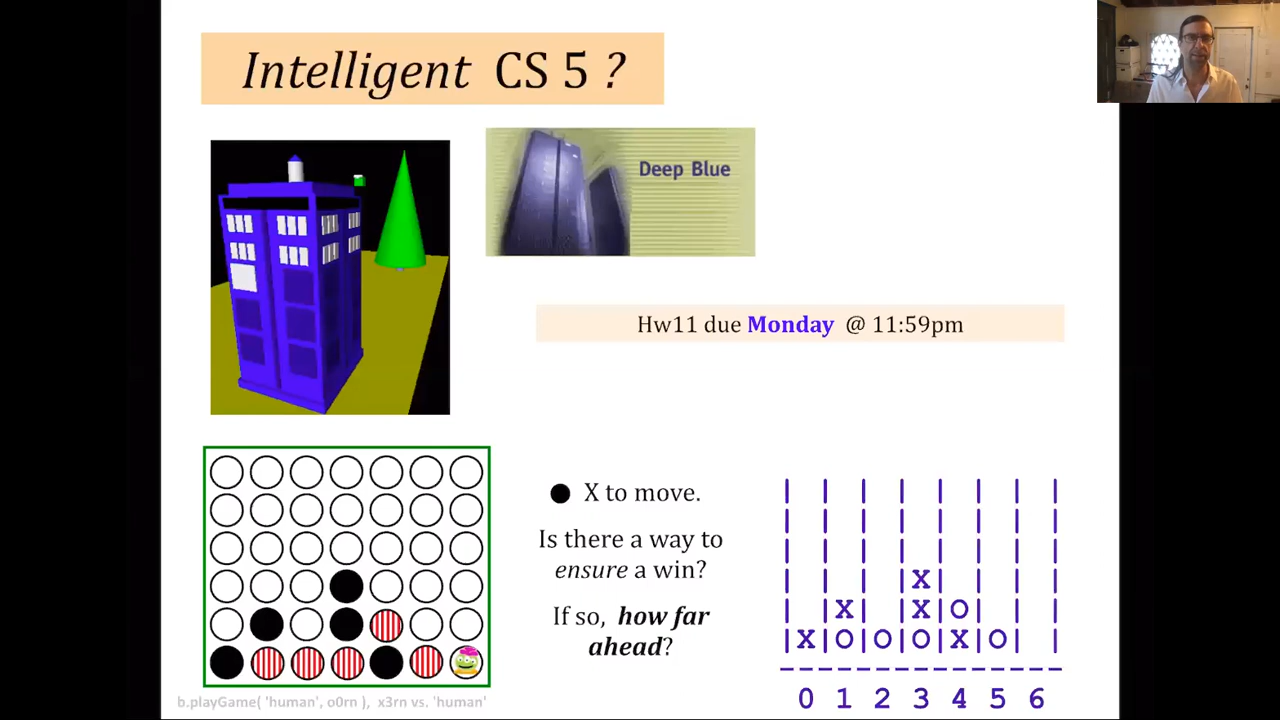 Intelligent CS 5 ?
Deep Blue
Hw11 due Monday @ 11:59pm
X to move.
Is there a way to
ensure a win?
If so, how far
ahead?
| | | | | | | |
| | | | | | | |
| | | | | | | |
| | | |X| | | |
| |X| |X|O| | |
|X|O|O|O|X|O| |
---------------
0 1 2 3 4 5 6
b.playGame( 'human', o0rn ), x3rn vs. 'human'